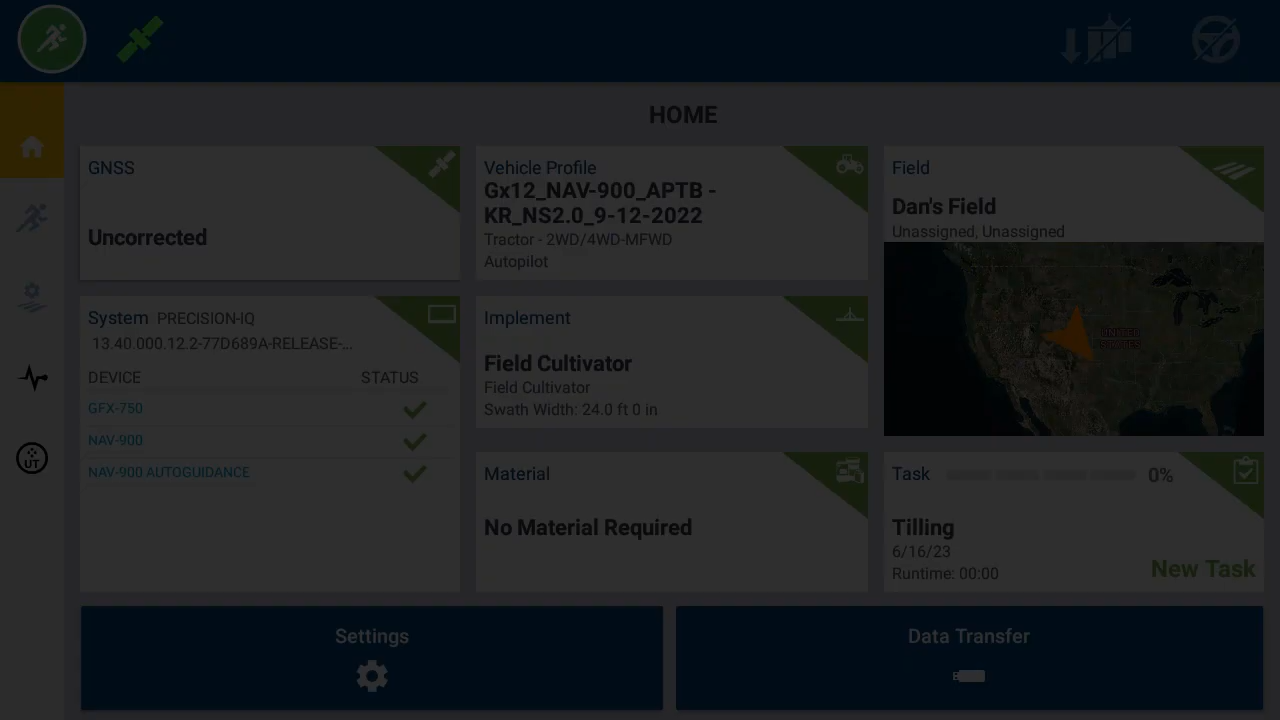 HOME
GNSS
Uncorrected
Vehicle Profile
Gx12_NAV-900_APTB -
KR_NS2.0_9-12-2022
Tractor - 2WD/4WD-MFWD
Autopilot
Field
Dan's Field
Unassigned, Unassigned
UNITED
STATES
System PRECISION-IQ
13.40.000.12.2-77D689A-RELEASE-...
DEVICE STATUS
GFX-750
NAV-900
NAV-900 AUTOGUIDANCE
Implement
Field Cultivator
Field Cultivator
Swath Width: 24.0 ft 0 in
Material
No Material Required
Task 0%
Tilling
6/16/23
Runtime: 00:00
New Task
UT
Settings
Data Transfer